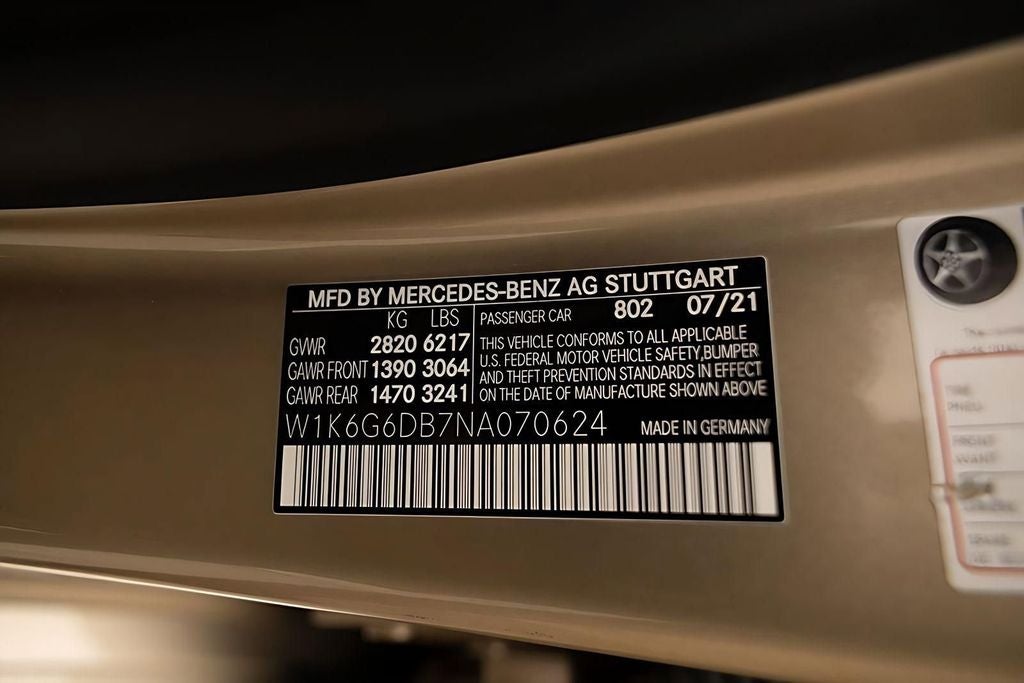 MFD BY MERCEDES-BENZ AG STUTTGART
KG LBS
GVWR 2820 6217
GAWR FRONT 1390 3064
GAWR REAR 1470 3241
PASSENGER CAR 802 07/21
THIS VEHICLE CONFORMS TO ALL APPLICABLE
U.S. FEDERAL MOTOR VEHICLE SAFETY,BUMPER
AND THEFT PREVENTION STANDARDS IN EFFECT
ON THE DATE OF MANUFACTURE SHOWN ABOVE
W1K6G6DB7NA070624 MADE IN GERMANY